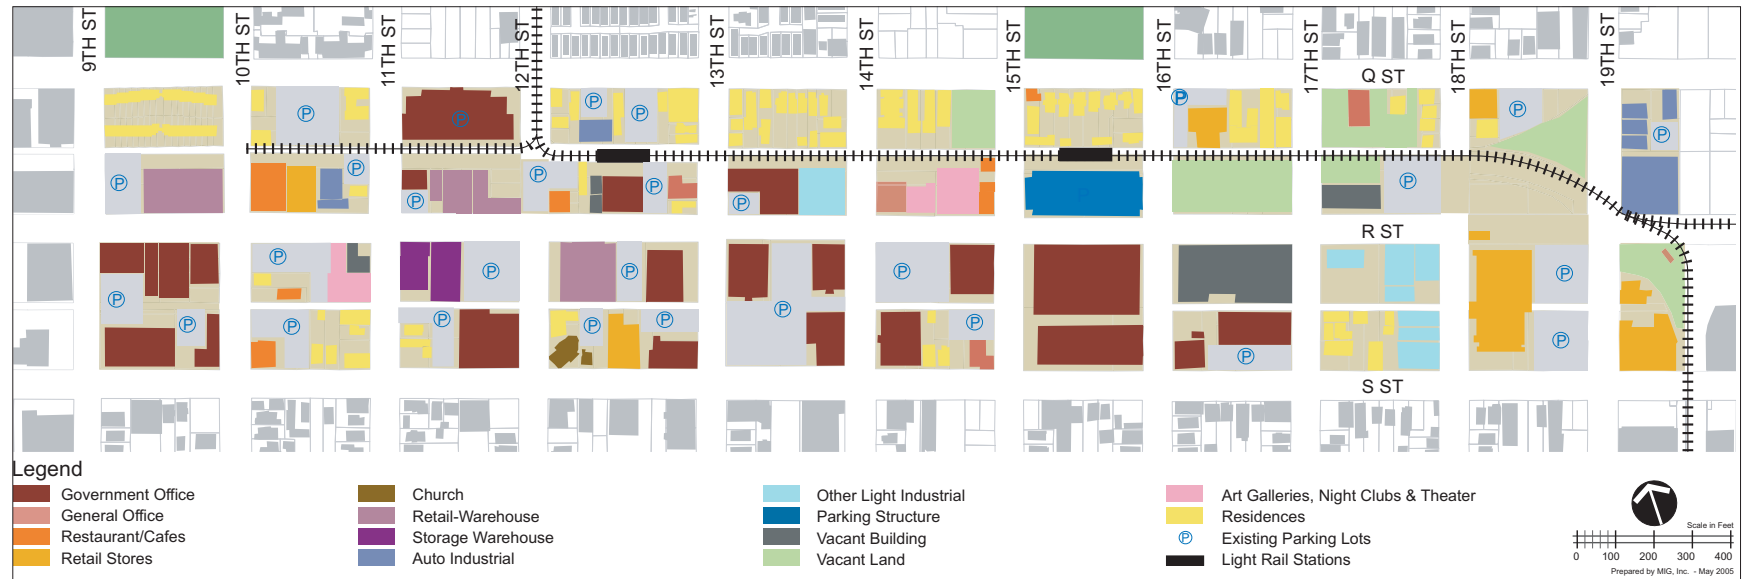 9TH ST
10TH ST
11TH ST
12TH ST
13TH ST
14TH ST
15TH ST
16TH ST
17TH ST
18TH ST
19TH ST
Q ST
P P P P P P P
P P P P P P P P
R ST
P P P P P P
P P P P P P P P P
S ST
Legend
Government Office
General Office
Restaurant/Cafes
Retail Stores
Church
Retail-Warehouse
Storage Warehouse
Auto Industrial
Other Light Industrial
Parking Structure
Vacant Building
Vacant Land
Art Galleries, Night Clubs & Theater
Residences
P Existing Parking Lots
Light Rail Stations
Scale in Feet
0 100 200 300 400
Prepared by MIG, Inc. - May 2005